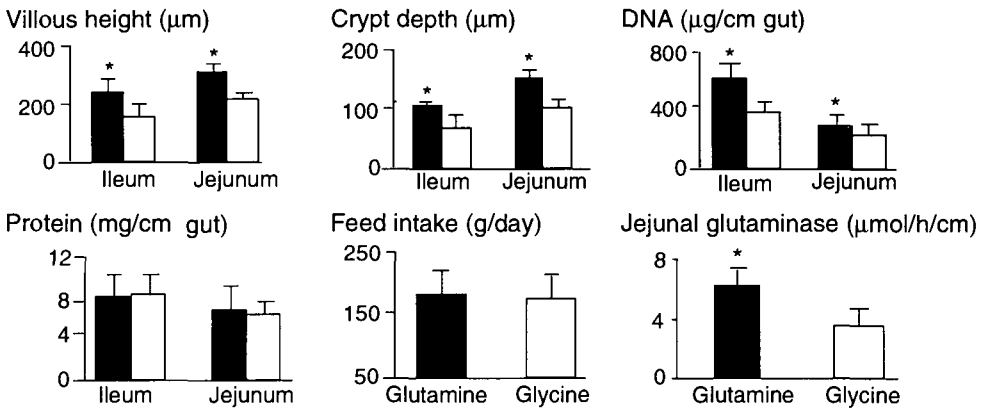 Villous height (μm)
400
200
0
*
*
Ileum
Jejunum
Crypt depth (μm)
200
100
0
*
*
Ileum
Jejunum
DNA (μg/cm gut)
800
400
0
*
*
Ileum
Jejunum
Protein (mg/cm gut)
12
8
4
0
Ileum
Jejunum
Feed intake (g/day)
250
150
50
Glutamine
Glycine
Jejunal glutaminase (μmol/h/cm)
8
4
0
*
Glutamine
Glycine